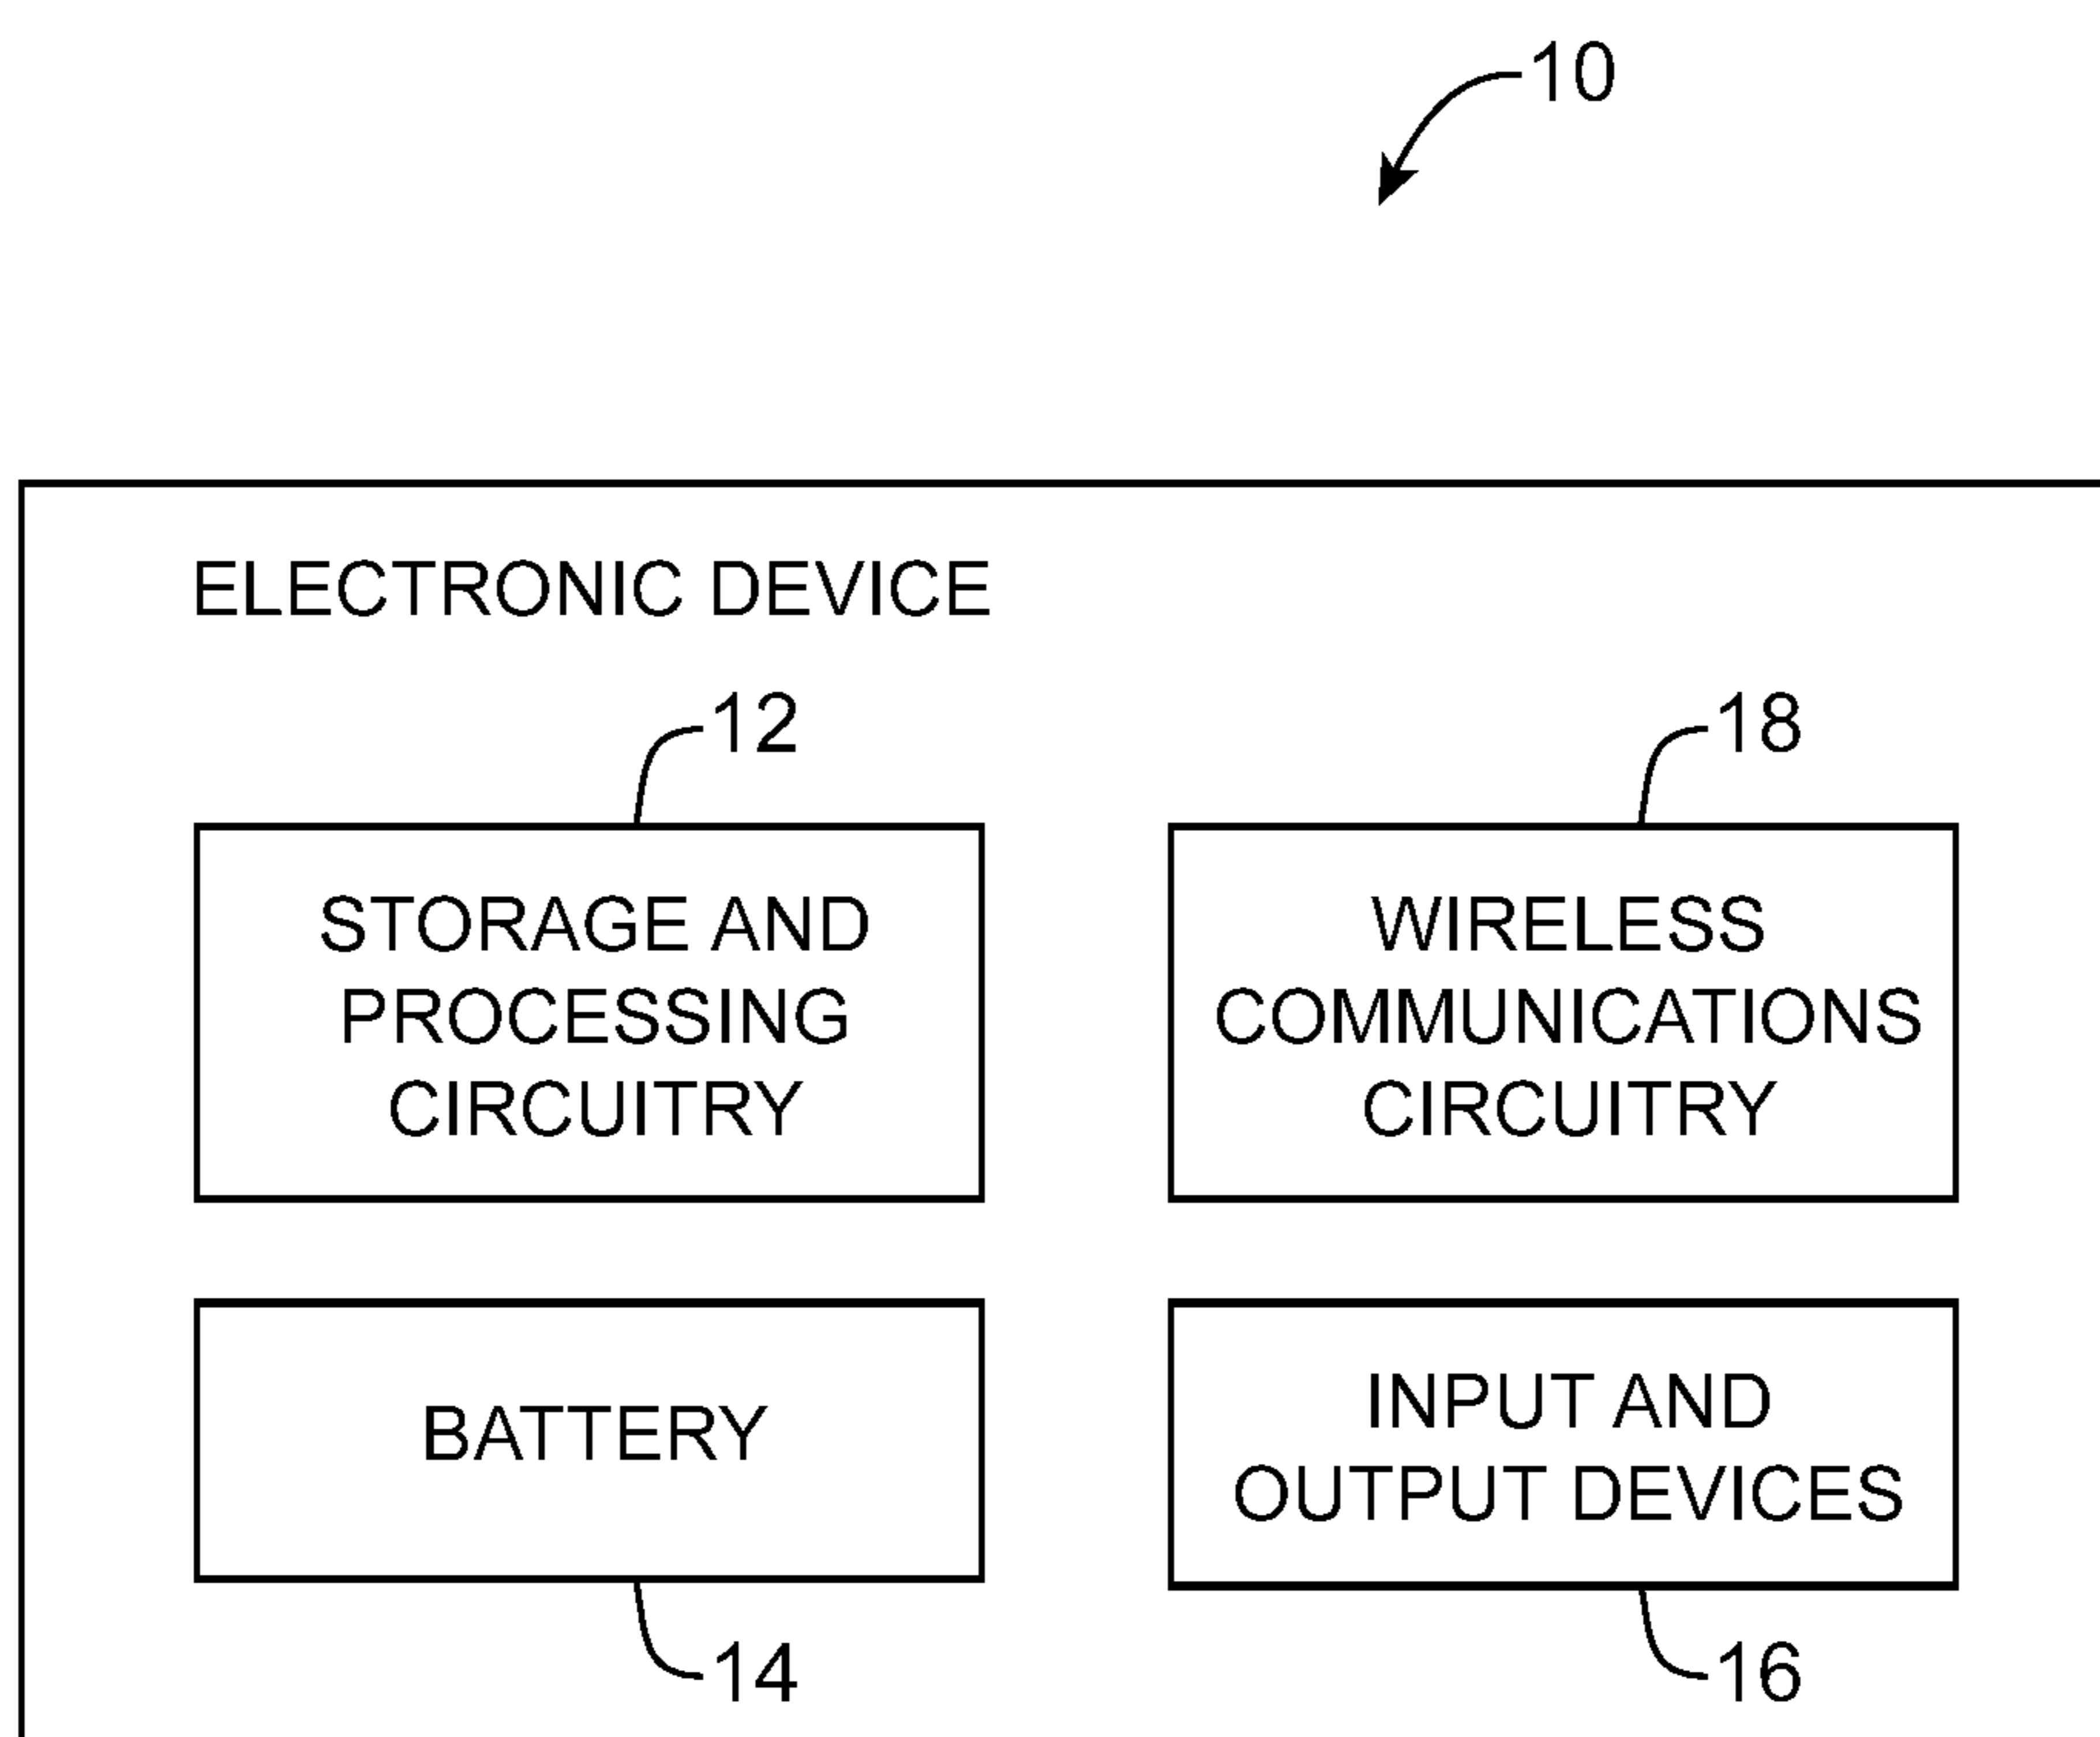 10
ELECTRONIC DEVICE
12
STORAGE AND
PROCESSING
CIRCUITRY
18
WIRELESS
COMMUNICATIONS
CIRCUITRY
BATTERY
14
INPUT AND
OUTPUT DEVICES
16